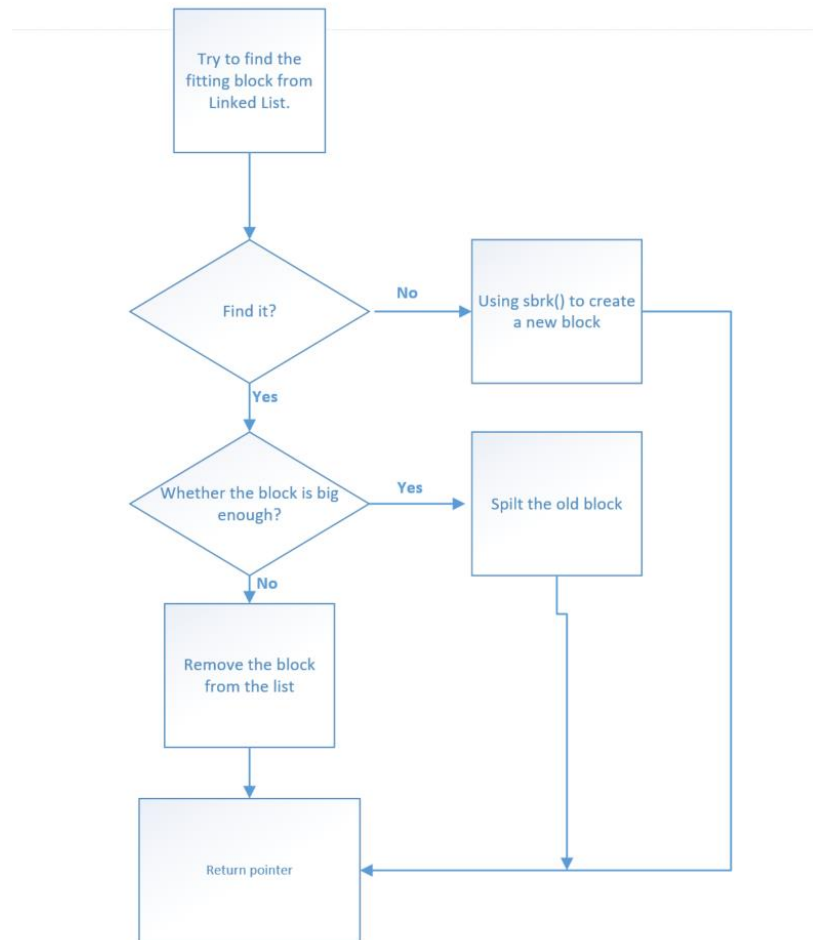 Try to find the
fitting block from
Linked List.
Find it?
No
Using sbrk() to create
a new block
Yes
Whether the block is big
enough?
Yes
Spilt the old block
No
Remove the block
from the list
Return pointer